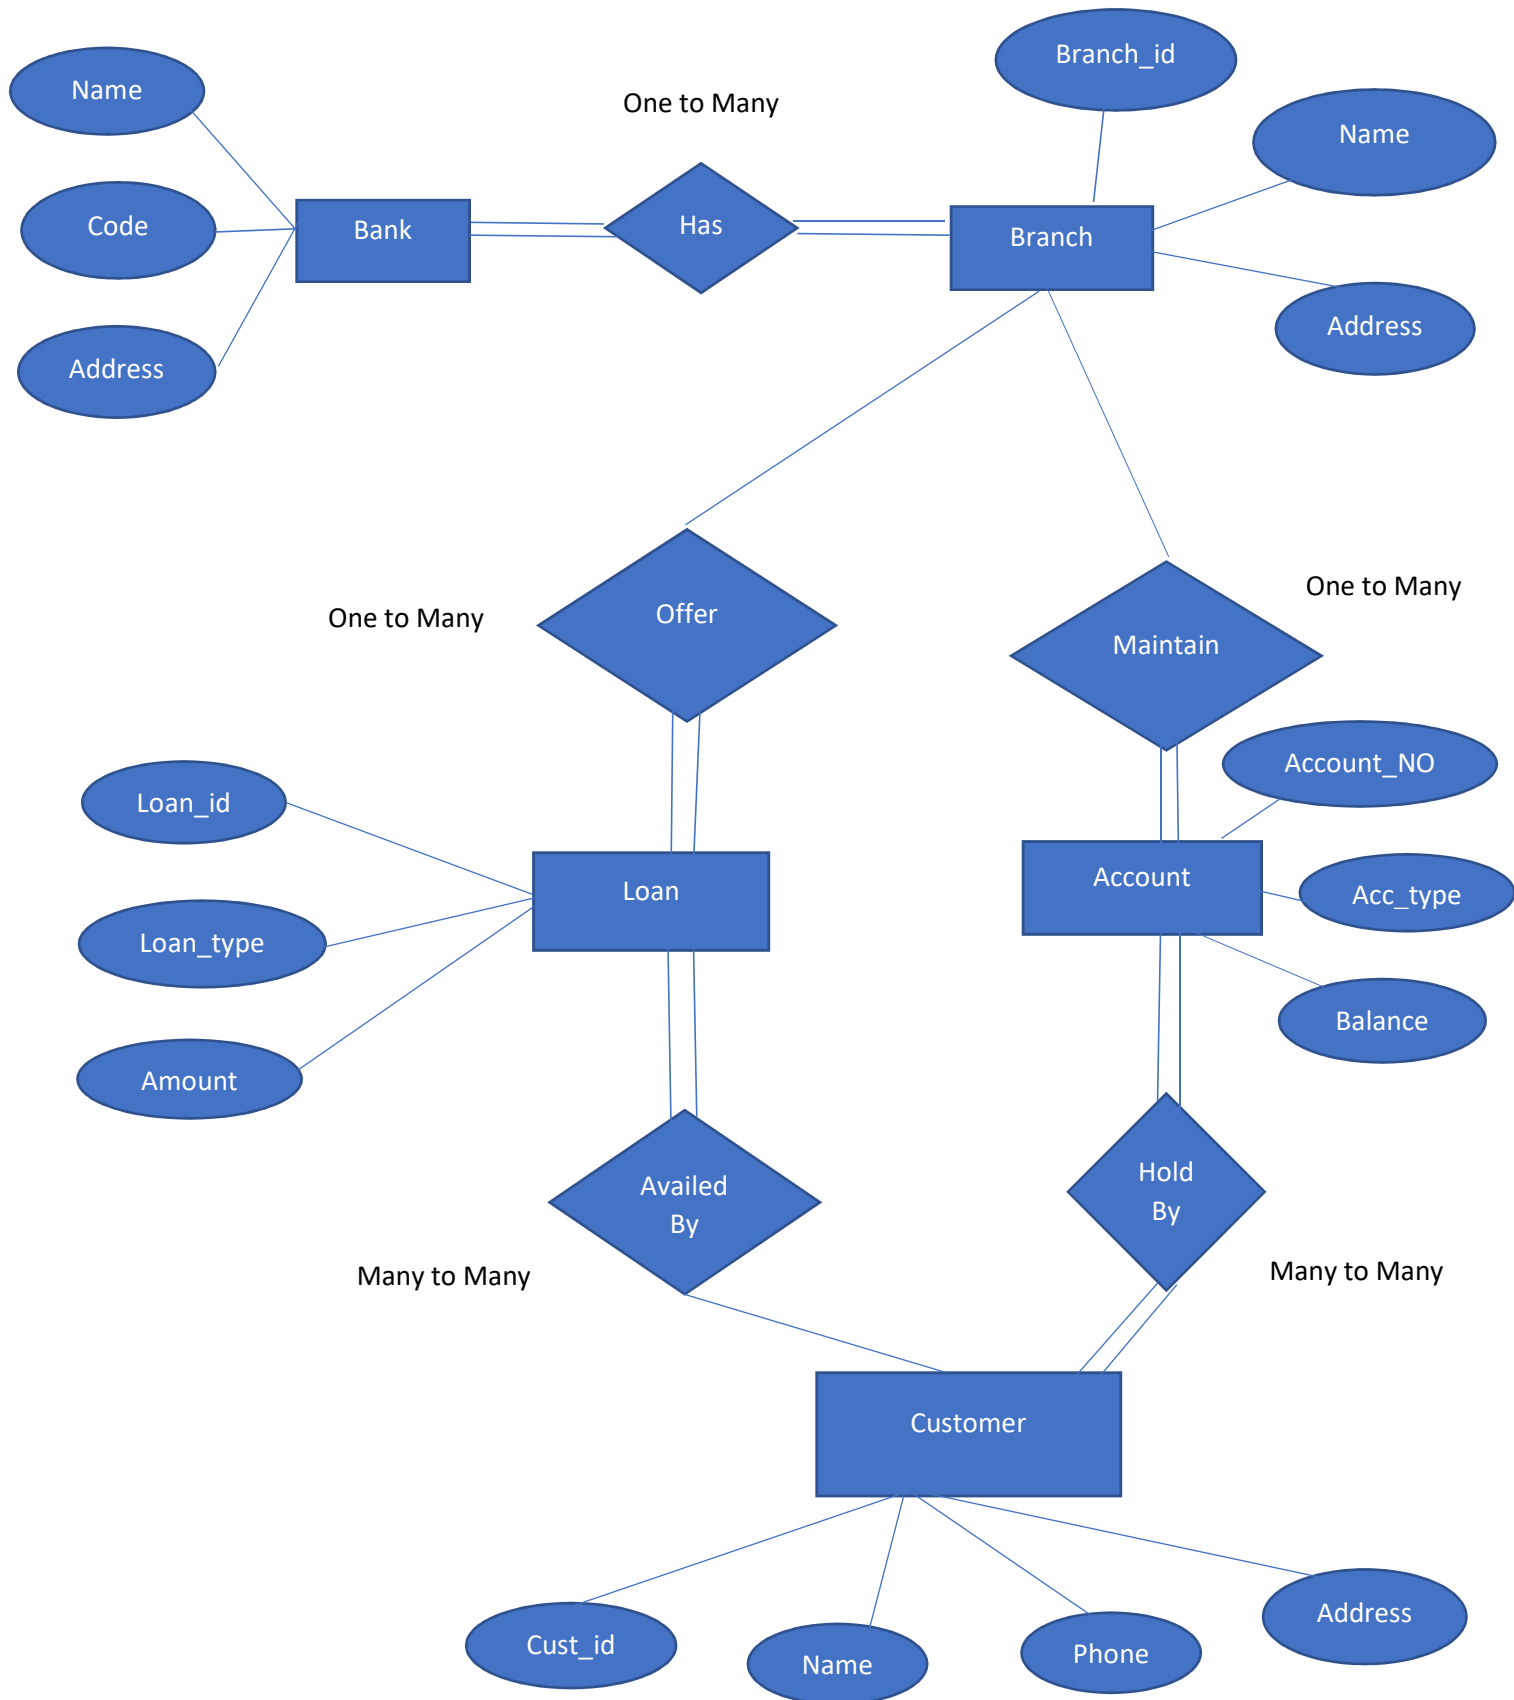 Branch_id
Name
One to Many
Name
Code
Bank
Has
Branch
Address
Address
One to Many
Offer
One to Many
Maintain
Account_NO
Loan_id
Loan
Account
Acc_type
Loan_type
Balance
Amount
Availed
By
Hold
By
Many to Many
Many to Many
Customer
Address
Cust_id
Name
Phone